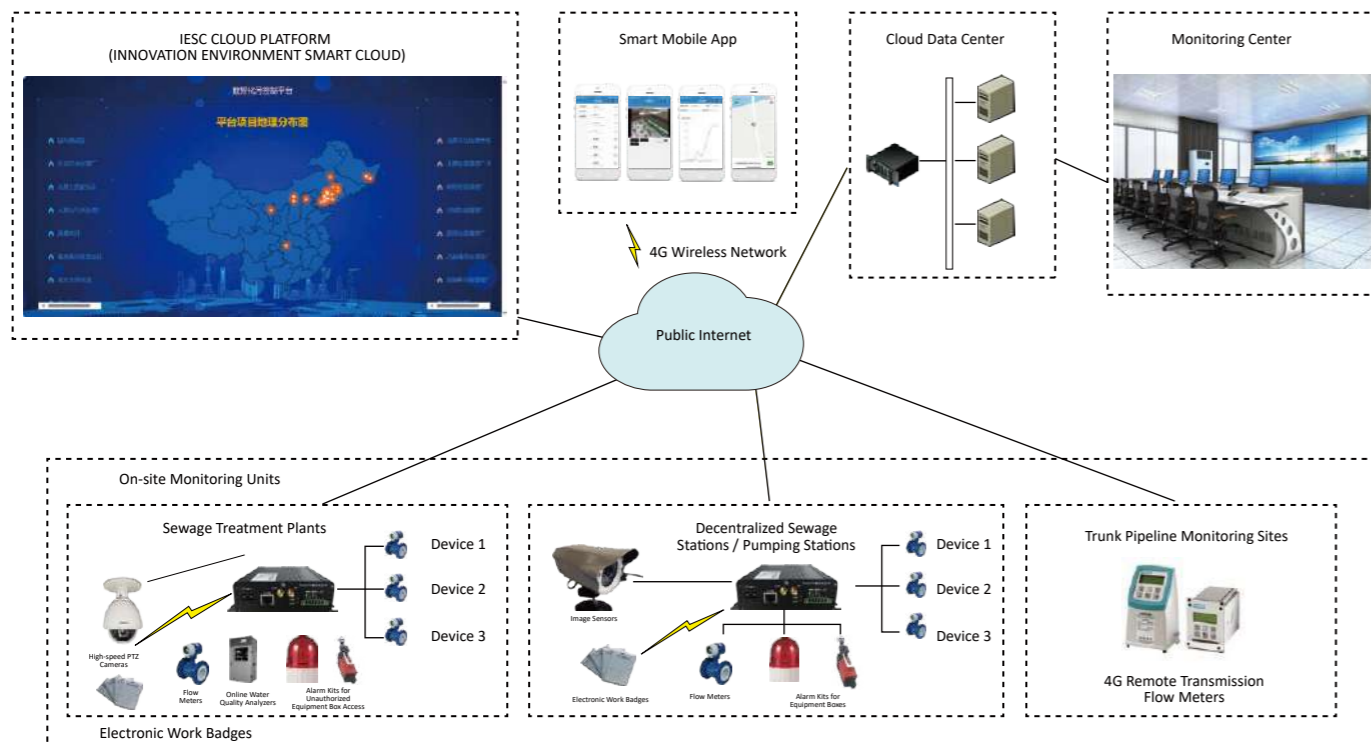 IESC CLOUD PLATFORM
(INNOVATION ENVIRONMENT SMART CLOUD)
平台项目地理分布图
Smart Mobile App
Cloud Data Center
Monitoring Center
4G Wireless Network
Public Internet
On-site Monitoring Units
Sewage Treatment Plants
Device 1
Device 2
Device 3
High-speed PTZ
Cameras
Flow
Meters
Online Water
Quality Analyzers
Alarm Kits for
Unauthorized
Equipment Box Access
Electronic Work Badges
Decentralized Sewage
Stations / Pumping Stations
Image Sensors
Device 1
Device 2
Device 3
Electronic Work Badges
Flow Meters
Alarm Kits for
Equipment Boxes
Trunk Pipeline Monitoring Sites
4G Remote Transmission
Flow Meters